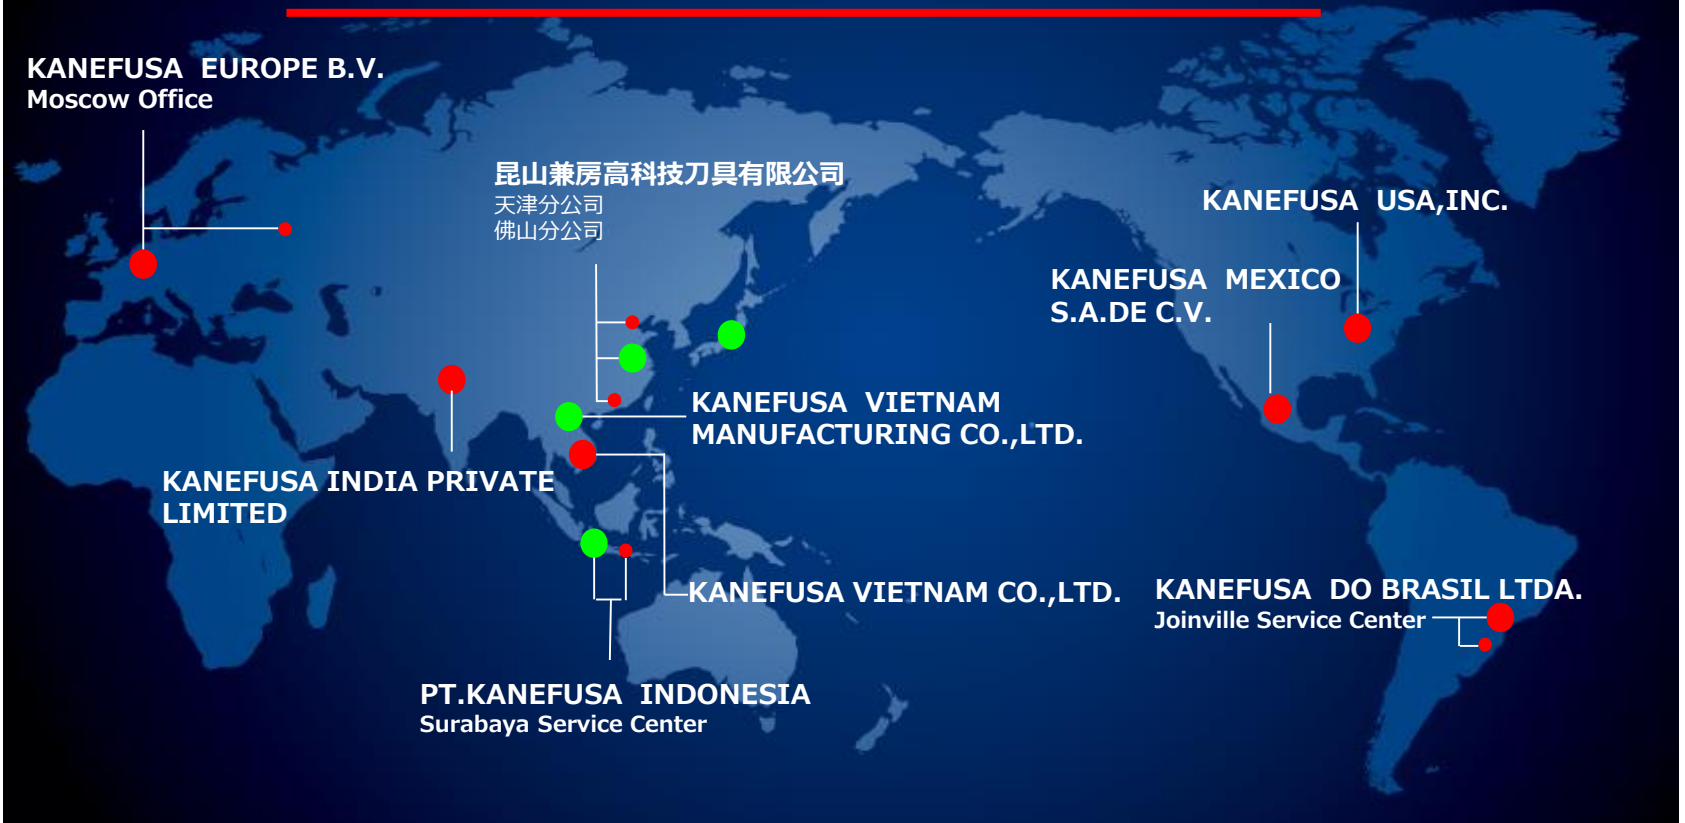 KANEFUSA EUROPE B.V.
Moscow Office
昆山兼房高科技刀具有限公司
天津分公司
佛山分公司
KANEFUSA USA,INC.
KANEFUSA MEXICO
S.A.DE C.V.
KANEFUSA VIETNAM
MANUFACTURING CO.,LTD.
KANEFUSA INDIA PRIVATE
LIMITED
KANEFUSA VIETNAM CO.,LTD.
KANEFUSA DO BRASIL LTDA.
Joinville Service Center
PT.KANEFUSA INDONESIA
Surabaya Service Center